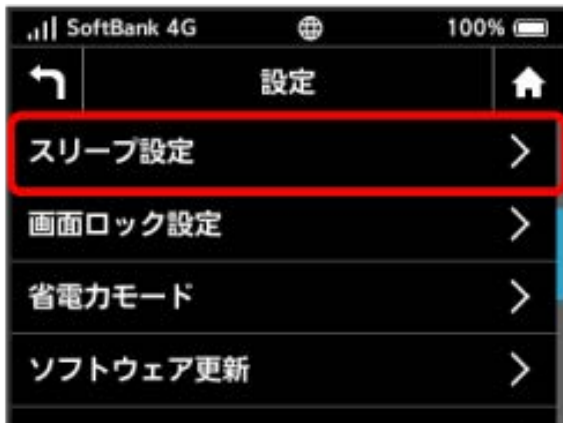 SoftBank 4G 100%
設定
スリープ設定
画面ロック設定
省電力モード
ソフトウェア更新